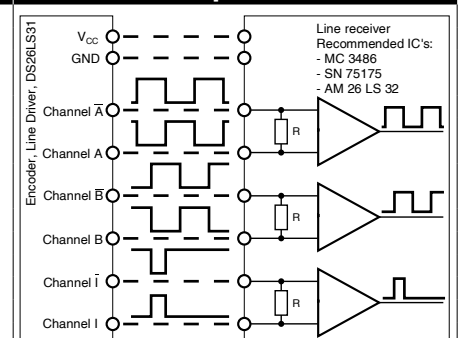 Encoder, Line Driver, DS26LS31
VCC
GND
Channel A̅
Channel A
Channel B̅
Channel B
Channel I̅
Channel I
Line receiver
Recommended IC's:
- MC 3486
- SN 75175
- AM 26 LS 32
R
R
R